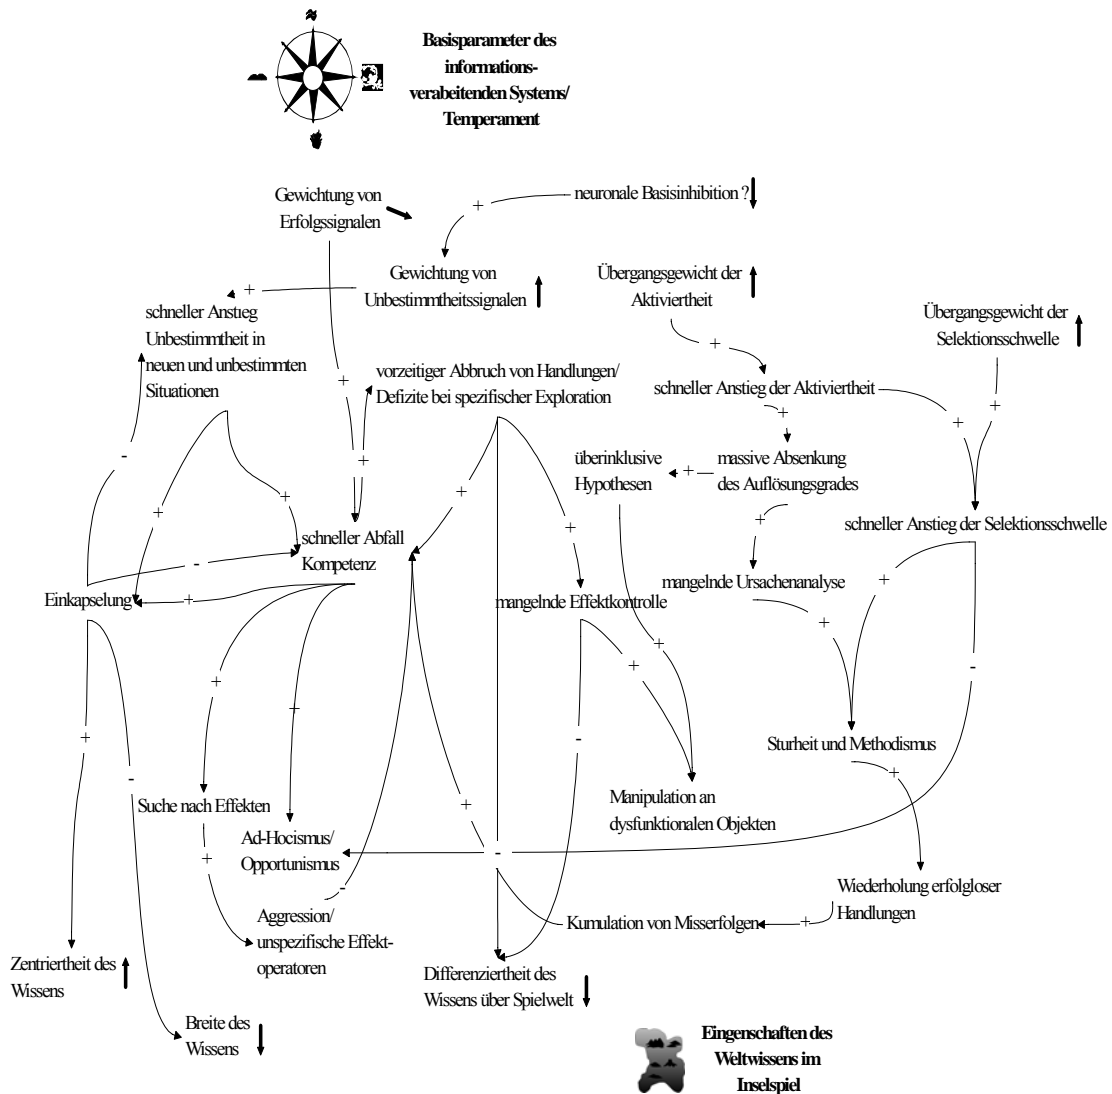 Basisparameter des
informations-
verabeitenden Systems/
Temperament
Gewichtung von
Erfolgssignalen
neuronale Basisinhibition ?
+
Gewichtung von
Unbestimmtheitssignalen
Übergangsgewicht der
Aktiviertheit
Übergangsgewicht der
Selektionsschwelle
+
schneller Anstieg
Unbestimmtheit in
neuen und unbestimmten
Situationen
+
vorzeitiger Abbruch von Handlungen/
Defizite bei spezifischer Exploration
+
schneller Anstieg der Aktiviertheit
+
+
+
+
-
+
überinklusive
Hypothesen
+
massive Absenkung
des Auflösungsgrades
+
+
+
+
+
+
schneller Anstieg der Selektionsschwelle
schneller Abfall
Kompetenz
-
+
Einkapselung
+
mangelnde Effektkontrolle
mangelnde Ursachenanalyse
+
+
+
-
+
+
+
-
-
Sturheit und Methodismus
+
-
Suche nach Effekten
+
Manipulation an
dysfunktionalen Objekten
Ad-Hocismus/
Opportunismus
+
-
-
Wiederholung erfolgloser
Handlungen
Aggression/
unspezifische Effekt-
operatoren
Kumulation von Misserfolgen
+
Zentriertheit des
Wissens
Differenziertheit des
Wissens über Spielwelt
Breite des
Wissens
Eingenschaften des
Weltwissens im
Inselspiel